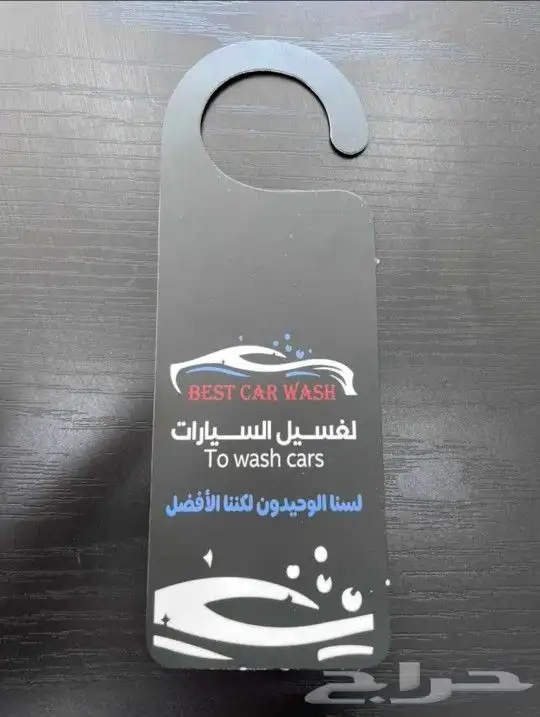 BEST CAR WASH
لغسيل السيارات
To wash cars
لسنا الوحيدون لكننا الأفضل
حراج